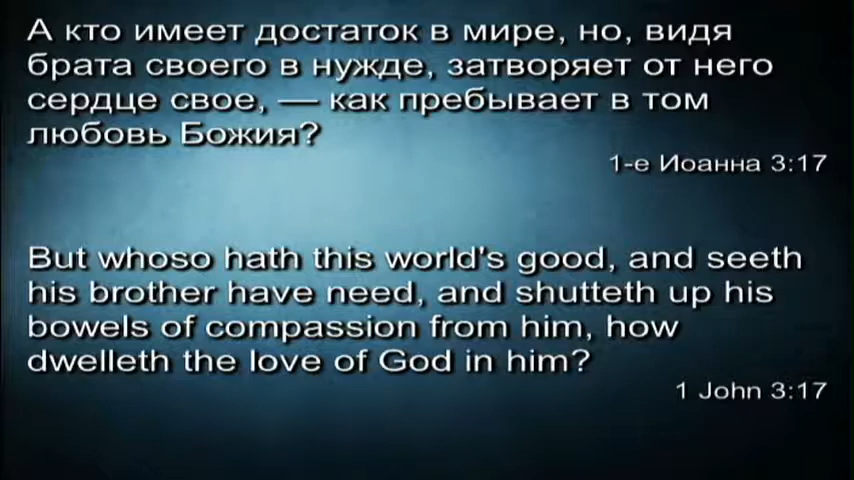 А кто имеет достаток в мире, но, видя
брата своего в нужде, затворяет от него
сердце свое, — как пребывает в том
любовь Божия?
1-е Иоанна 3:17
But whoso hath this world's good, and seeth
his brother have need, and shutteth up his
bowels of compassion from him, how
dwelleth the love of God in him?
1 John 3:17